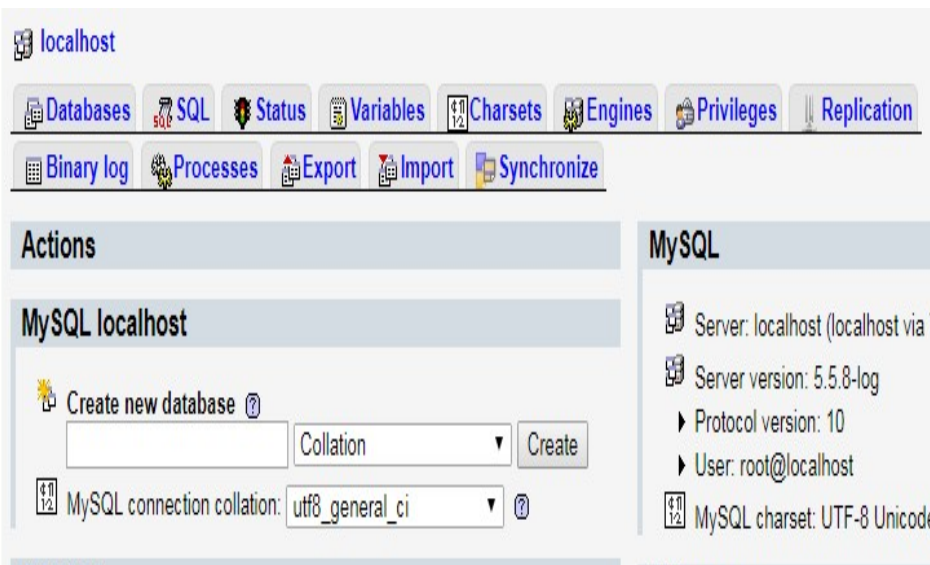 localhost
Databases SQL Status Variables Charsets Engines Privileges Replication
Binary log Processes Export Import Synchronize
Actions
MySQL localhost
Create new database
Collation Create
MySQL connection collation: utf8_general_ci
MySQL
Server: localhost (localhost via
Server version: 5.5.8-log
Protocol version: 10
User: root@localhost
MySQL charset: UTF-8 Unicode